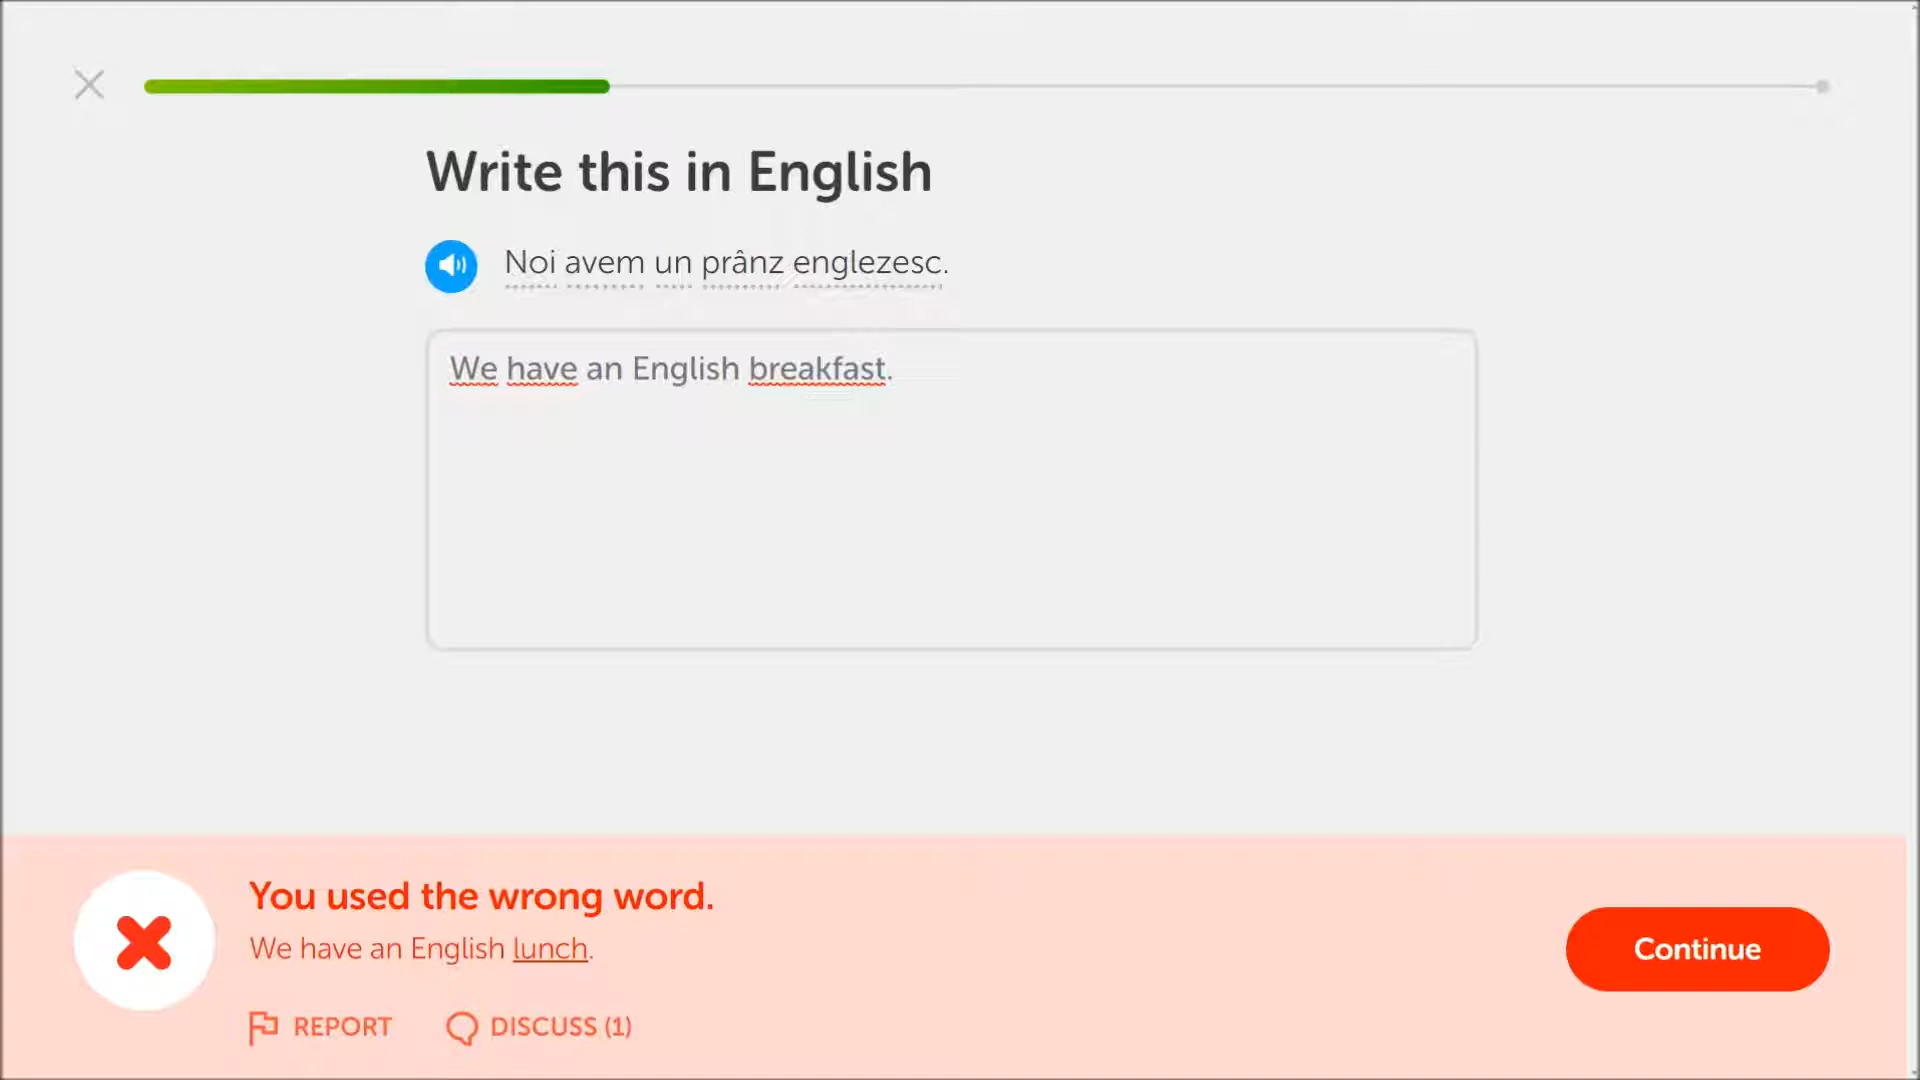 Write this in English
Noi avem un prânz englezesc.
We have an English breakfast.
You used the wrong word.
We have an English lunch.
Continue
REPORT
DISCUSS (1)